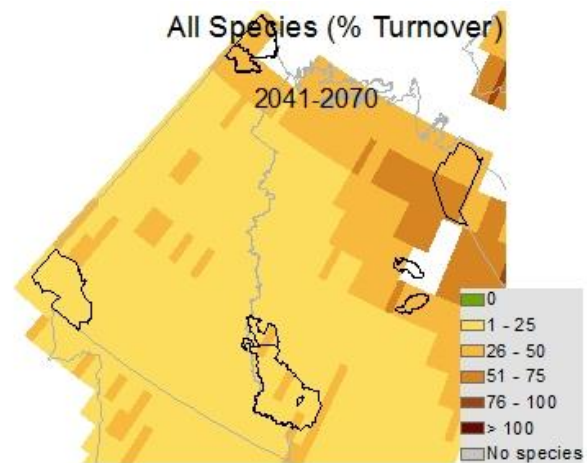 All Species (% Turnover)
2041-2070
0
1 - 25
26 - 50
51 - 75
76 - 100
> 100
No species